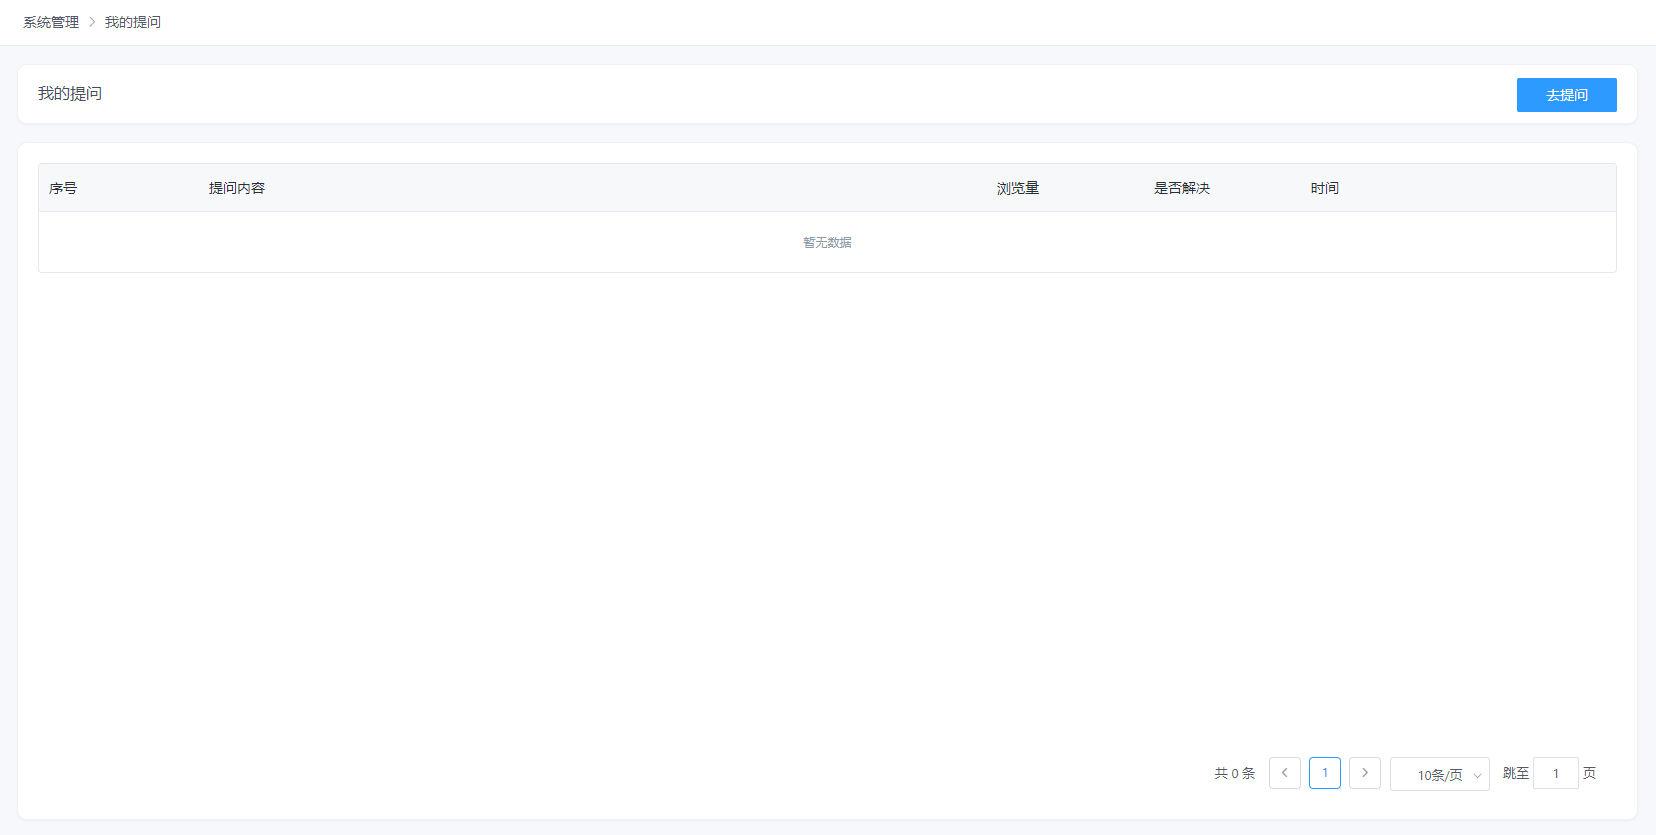 系统管理 > 我的提问
我的提问
去提问
序号 提问内容 浏览量 是否解决 时间
暂无数据
共 0 条 < 1 > 10条/页 跳至 1 页